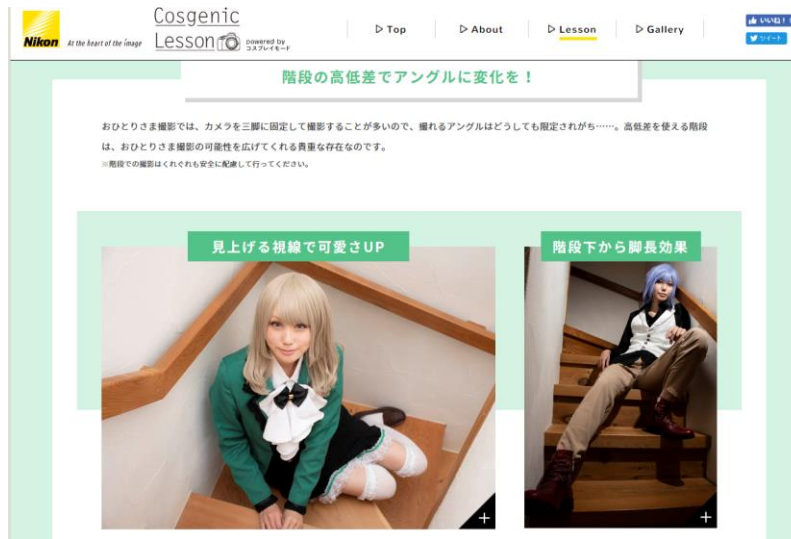 Cosgenic
Nikon At the heart of the image Lesson powered by コスプレイモード
▷ Top ▷ About ▷ Lesson ▷ Gallery
いいね！
ツイート
階段の高低差でアングルに変化を！
おひとりさま撮影では、カメラを三脚に固定して撮影することが多いので、撮れるアングルはどうしても限定されがち……。高低差を使える階段
は、おひとりさま撮影の可能性を広げてくれる貴重な存在なのです。
※階段での撮影はくれぐれも安全に配慮して行ってください。
見上げる視線で可愛さUP
階段下から脚長効果